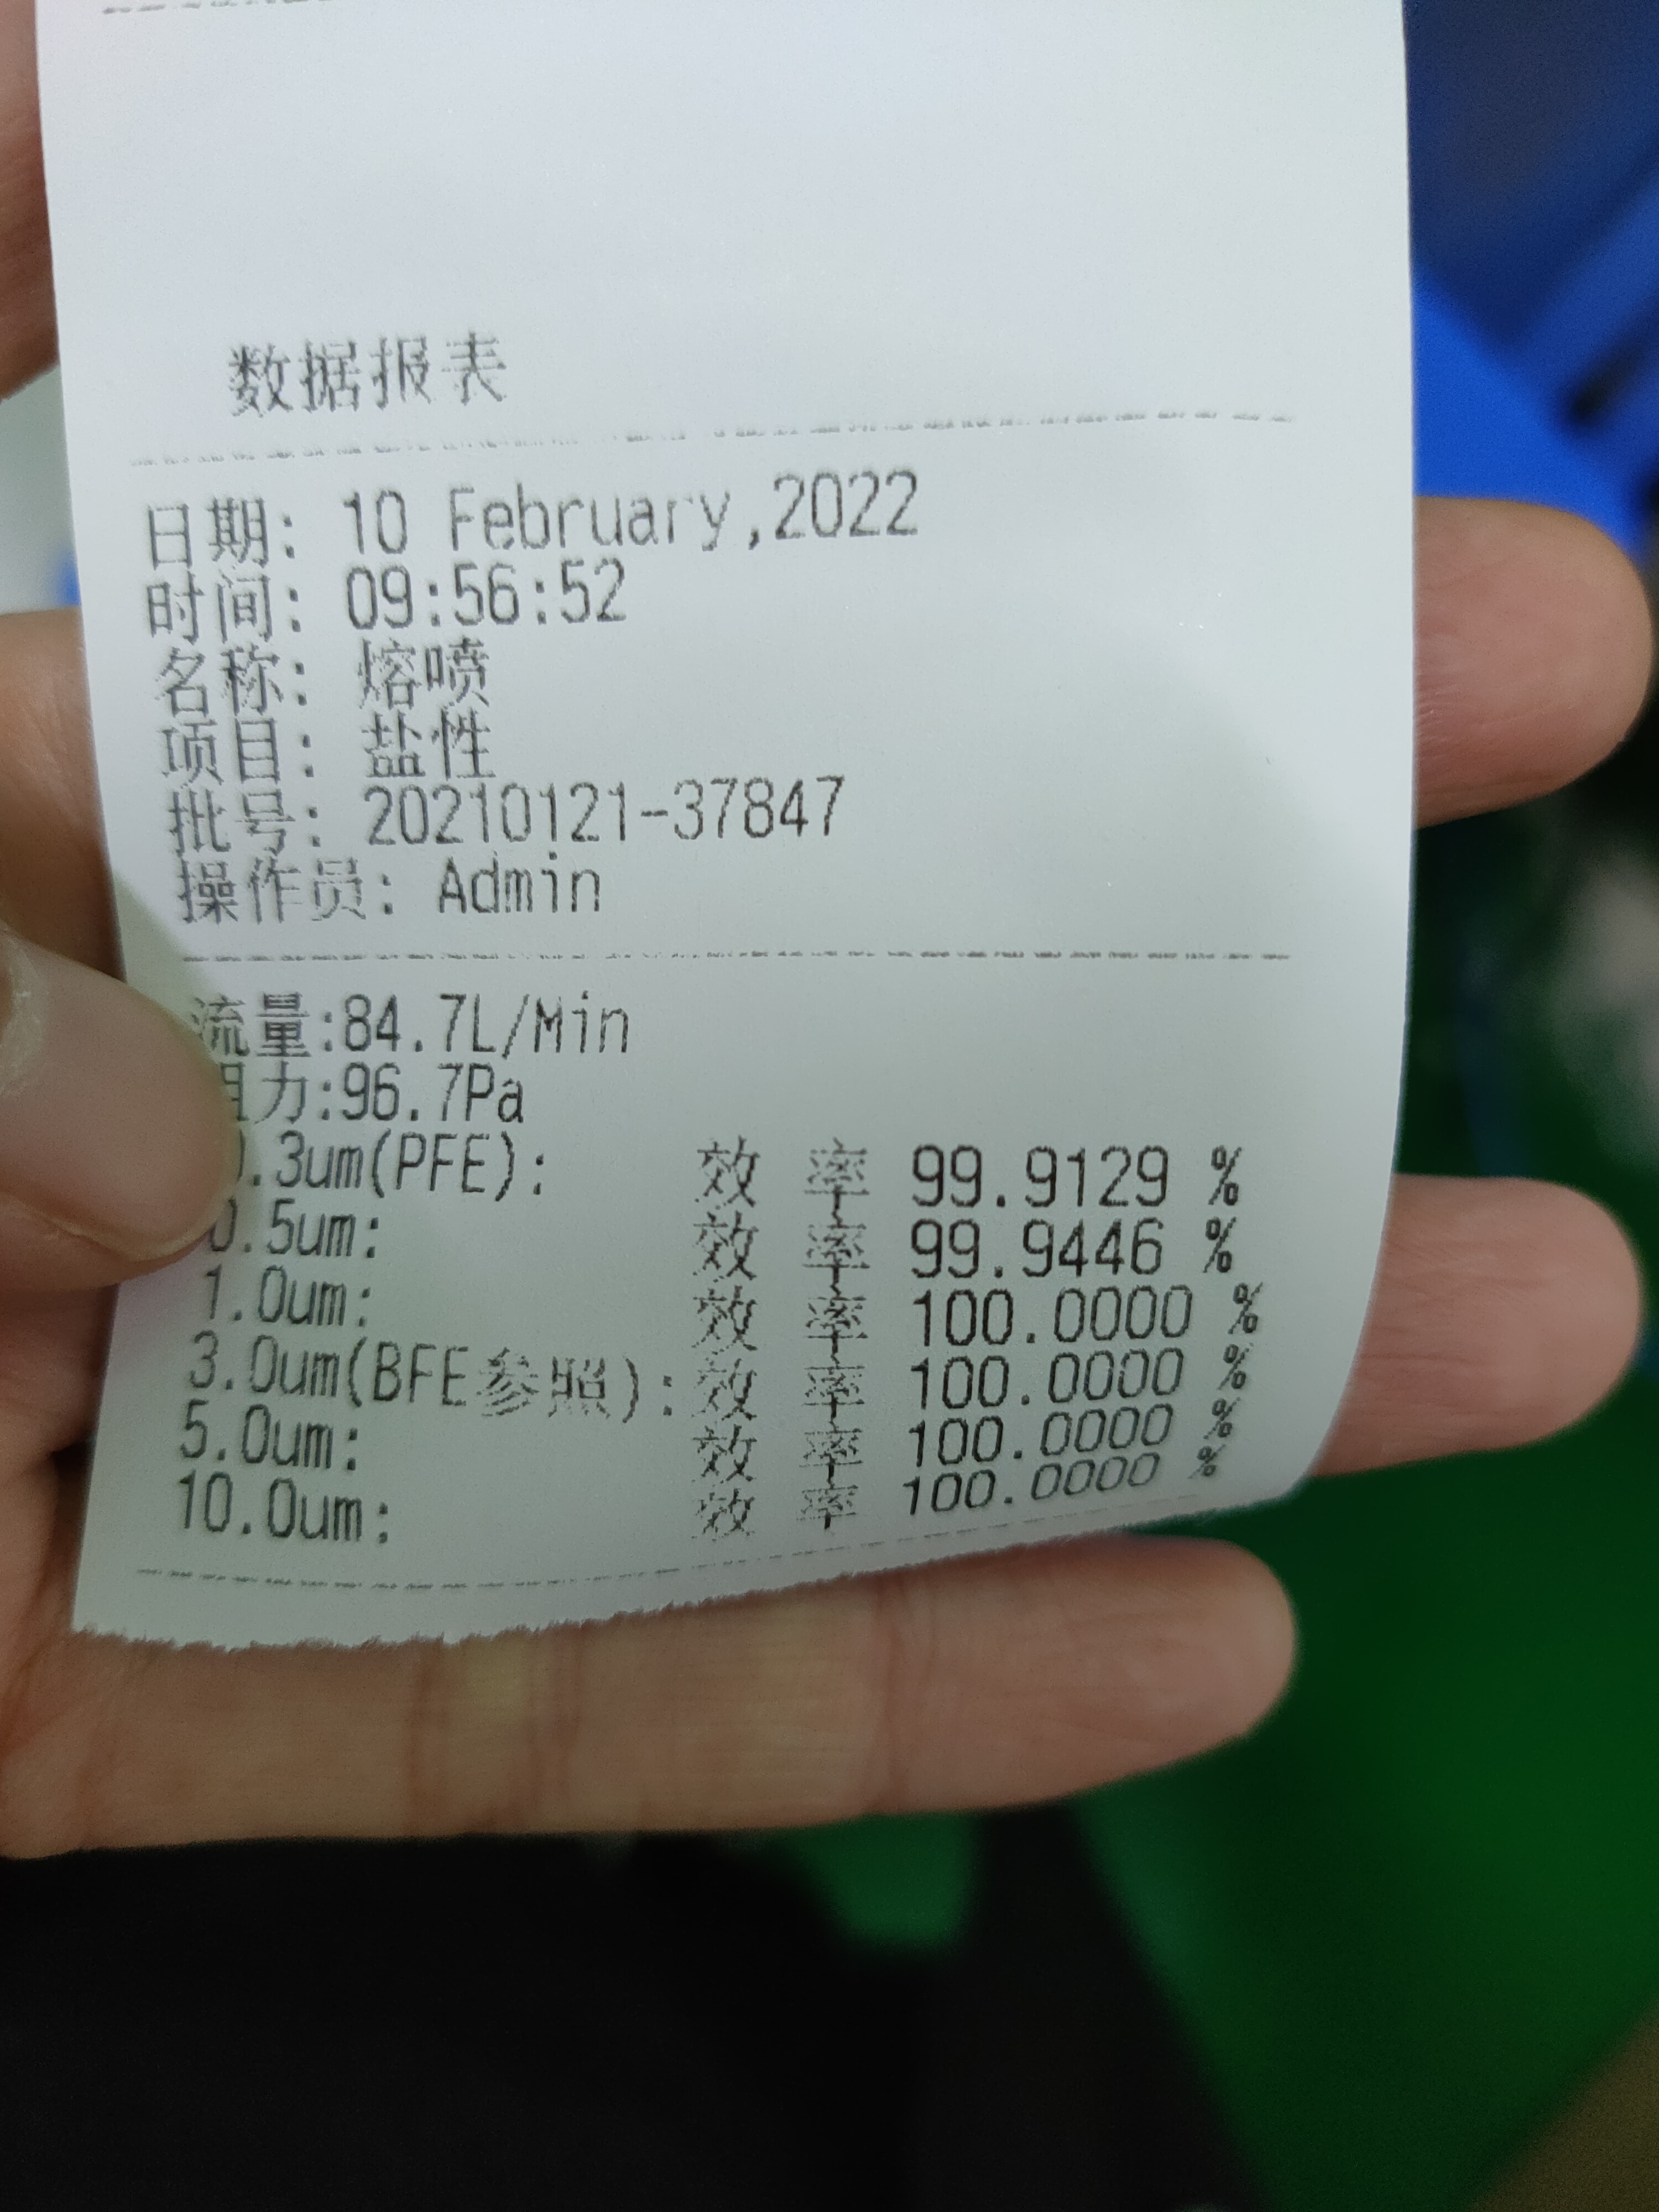 数据报表
日期: 10 February,2022
时间: 09:56:52
名称: 熔喷
项目: 盐性
批号: 20210121-37847
操作员: Admin
流量:84.7L/Min
阻力:96.7Pa
0.3um(PFE): 效 率 99.9129 %
0.5um: 效 率 99.9446 %
1.0um: 效 率 100.0000 %
3.0um(BFE参照): 效 率 100.0000 %
5.0um: 效 率 100.0000 %
10.0um: 效 率 100.0000 %